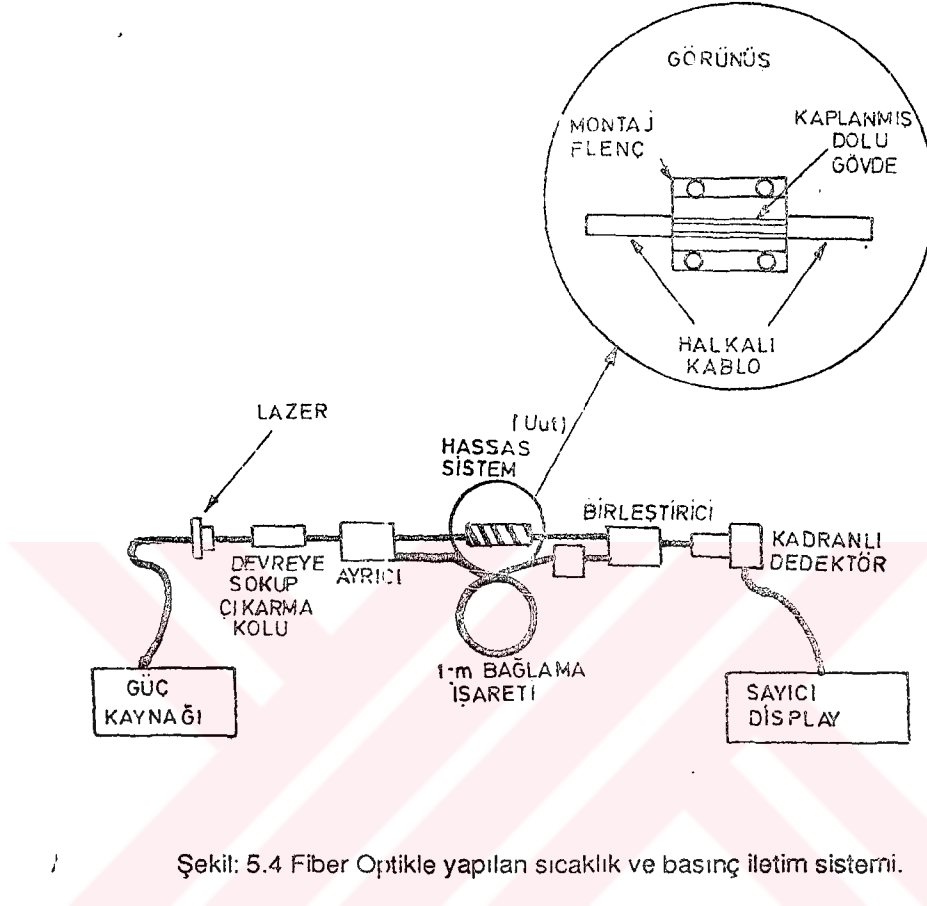 GÖRÜNÜŞ
MONTAJ
FLENÇ
KAPLANMIŞ
DOLU
GÖVDE
HALKALI
KABLO
LAZER
(Uut)
HASSAS
SİSTEM
BİRLEŞTİRİCİ
KADRANLI
DEDEKTÖR
DEVREYE
SOKUP
ÇIKARMA
KOLU
AYRICI
1-m BAĞLAMA
İŞARETİ
GÜÇ
KAYNAĞI
SAYICI
DİSPLAY
Şekil: 5.4 Fiber Optikle yapılan sıcaklık ve basınç iletim sistemi.